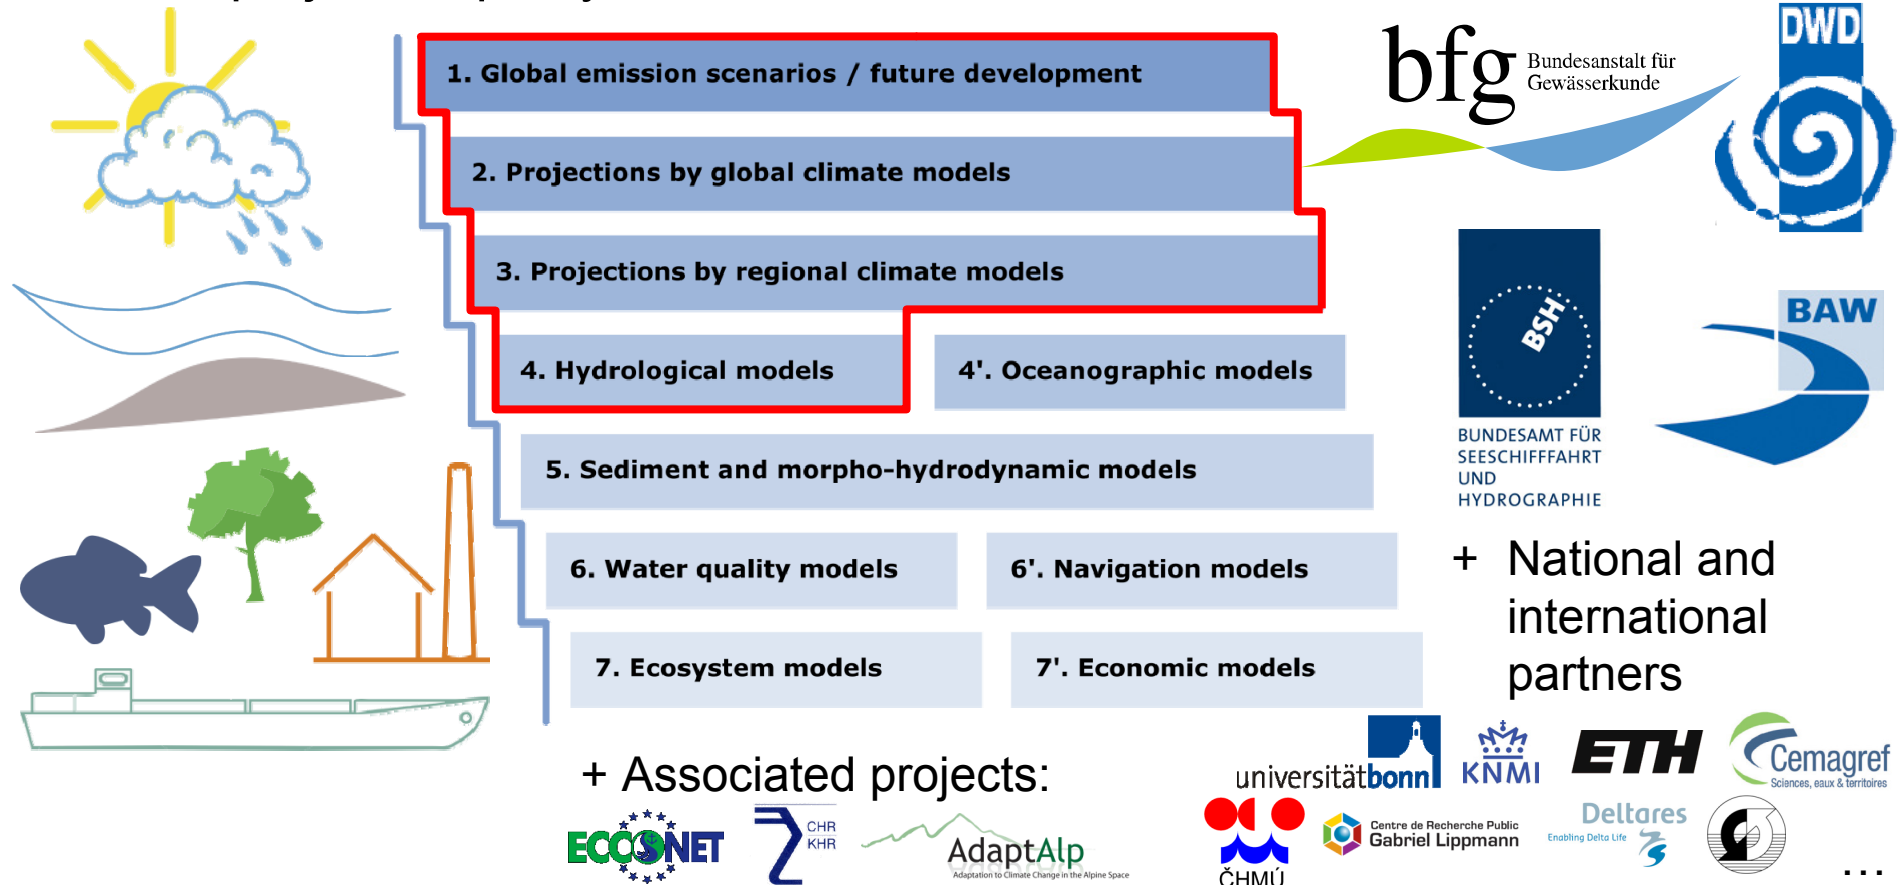 1. Global emission scenarios / future development
2. Projections by global climate models
3. Projections by regional climate models
4. Hydrological models
4'. Oceanographic models
5. Sediment and morpho-hydrodynamic models
6. Water quality models
6'. Navigation models
7. Ecosystem models
7'. Economic models
bfg
Bundesanstalt für
Gewässerkunde
DWD
BSH
BUNDESAMT FÜR
SEESCHIFFFAHRT
UND
HYDROGRAPHIE
BAW
+ National and
international
partners
+ Associated projects:
ECCONET
CHR
KHR
AdaptAlp
Adaptation to Climate Change in the Alpine Space
universitätbonn
KNMI
ETH
Cemagref
Sciences, eaux & territoires
ČHMÚ
Centre de Recherche Public
Gabriel Lippmann
Deltares
Enabling Delta Life
...